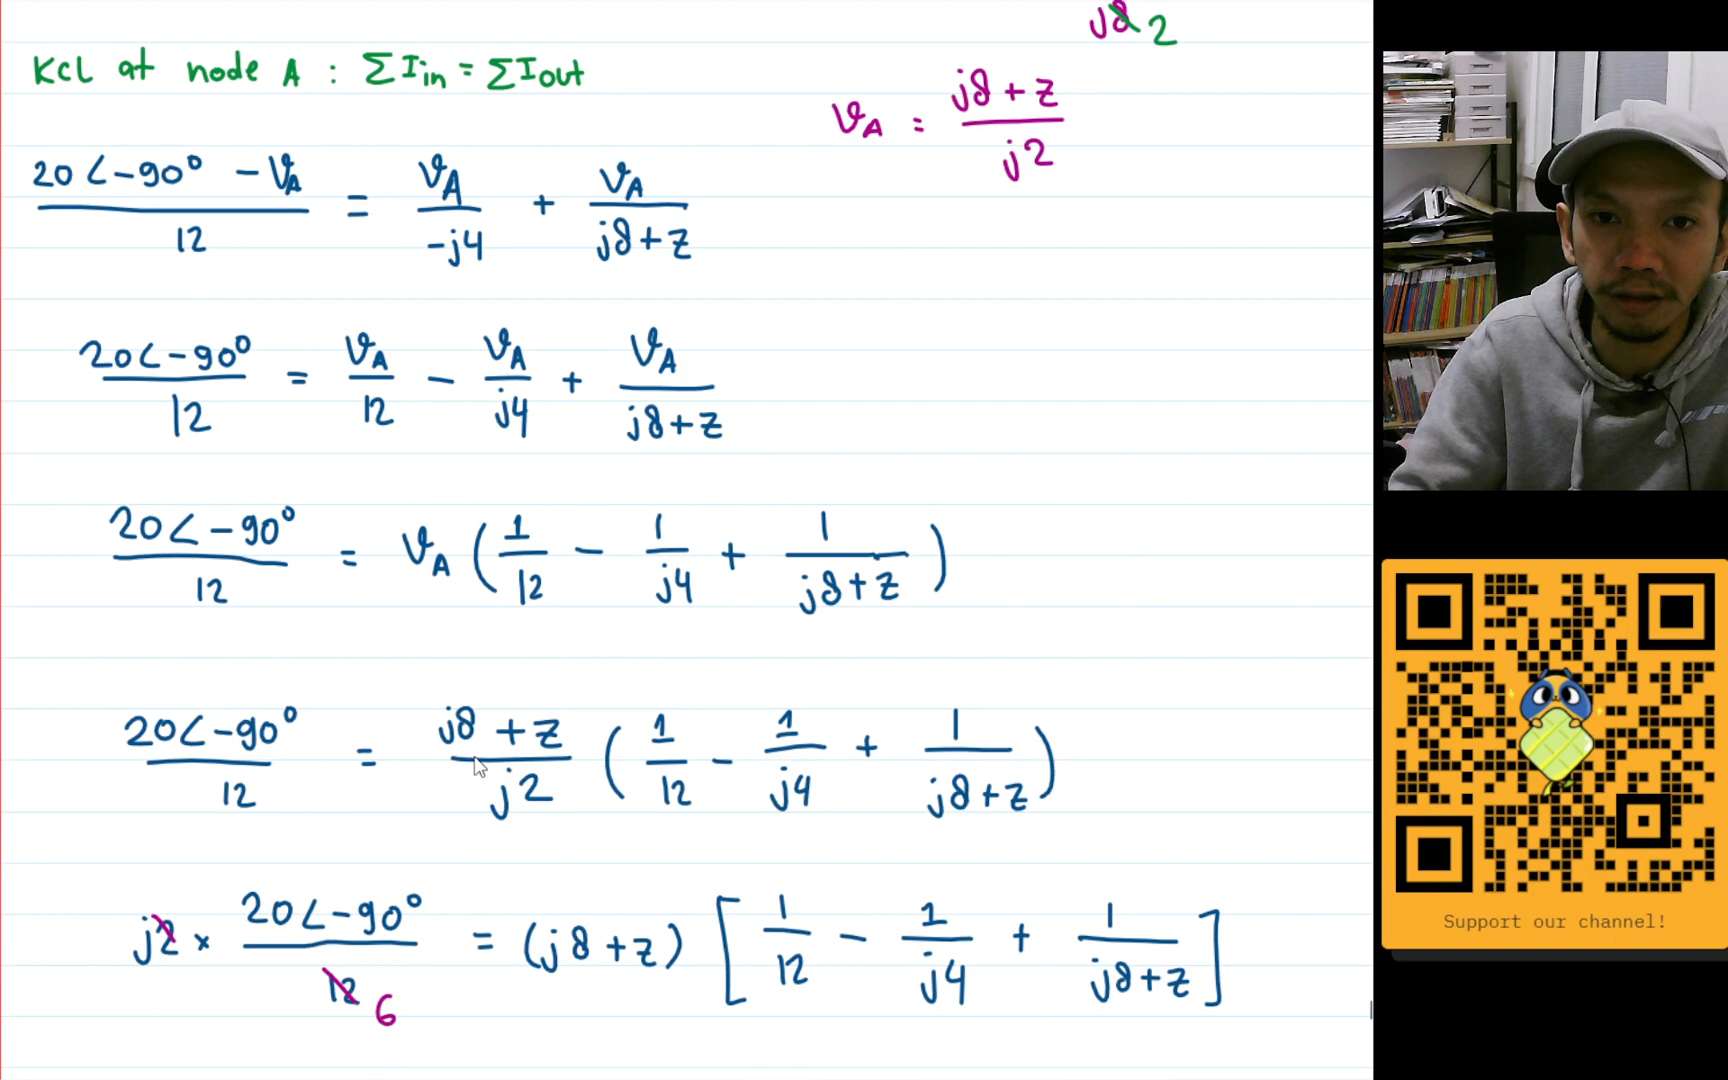 j8 2
KCL at node A : ΣIin = ΣIout
VA = (j8 + Z) / j2
(20∠-90° - VA) / 12 = VA / -j4 + VA / (j8 + Z)
20∠-90° / 12 = VA / 12 - VA / j4 + VA / (j8 + Z)
20∠-90° / 12 = VA (1/12 - 1/j4 + 1/(j8 + Z))
20∠-90° / 12 = (j8 + Z) / j2 (1/12 - 1/j4 + 1/(j8 + Z))
j2 × 20∠-90° / 12 6 = (j8 + Z) [1/12 - 1/j4 + 1/(j8 + Z)]
Support our channel!